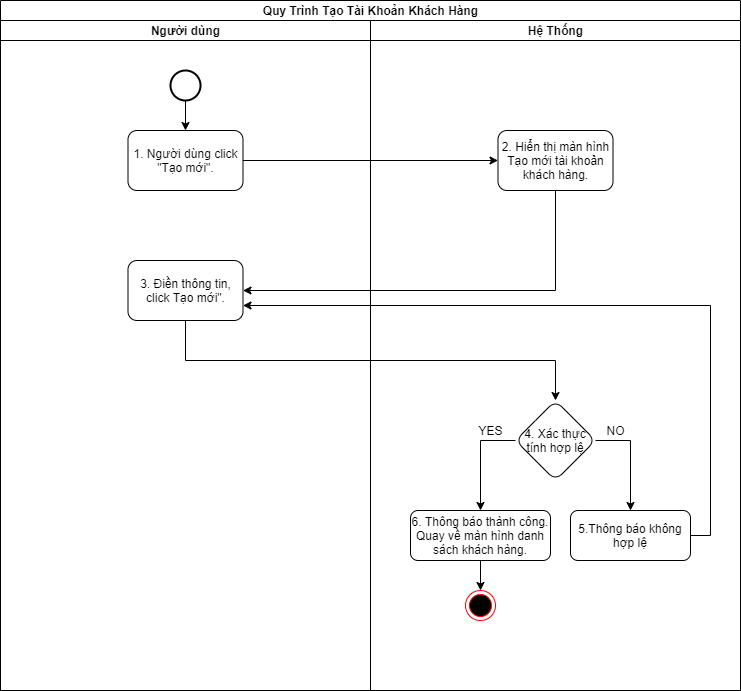 Quy Trình Tạo Tài Khoản Khách Hàng
Người dùng
Hệ Thống
1. Người dùng click
"Tạo mới".
2. Hiển thị màn hình
Tạo mới tài khoản
khách hàng.
3. Điền thông tin,
click Tạo mới".
4. Xác thực
tính hợp lệ
YES
NO
6. Thông báo thành công.
Quay về màn hình danh
sách khách hàng.
5.Thông báo không
hợp lệ